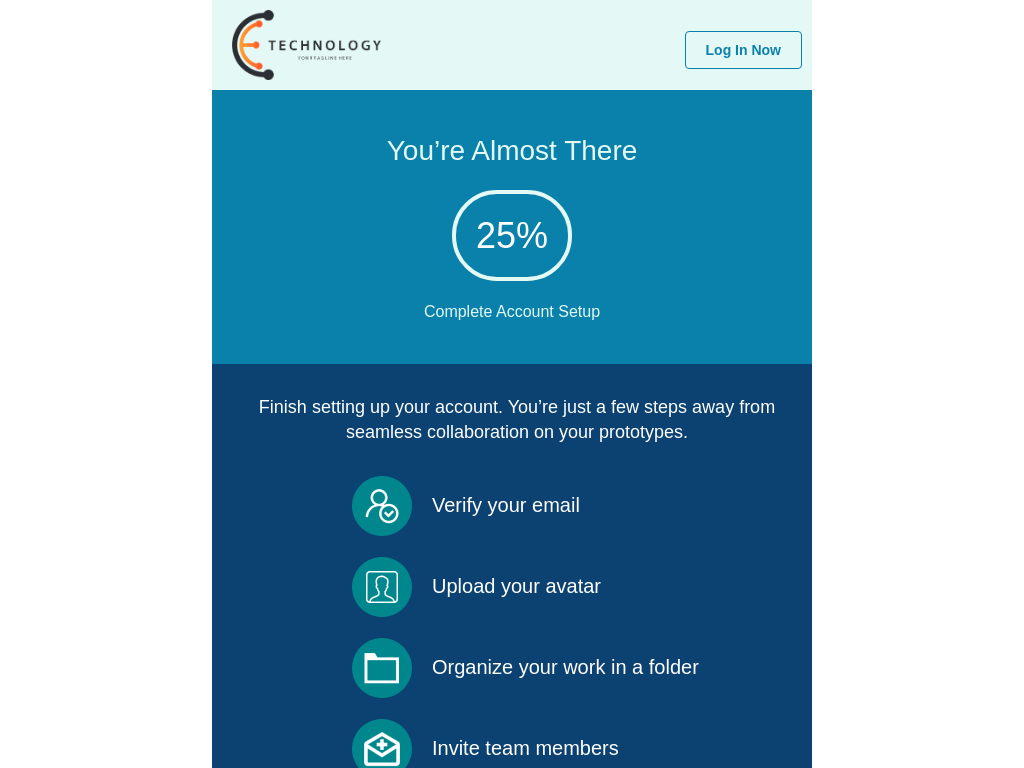 TECHNOLOGY
YOUR TAGLINE HERE
Log In Now
You’re Almost There
25%
Complete Account Setup
Finish setting up your account. You’re just a few steps away from
seamless collaboration on your prototypes.
Verify your email
Upload your avatar
Organize your work in a folder
Invite team members